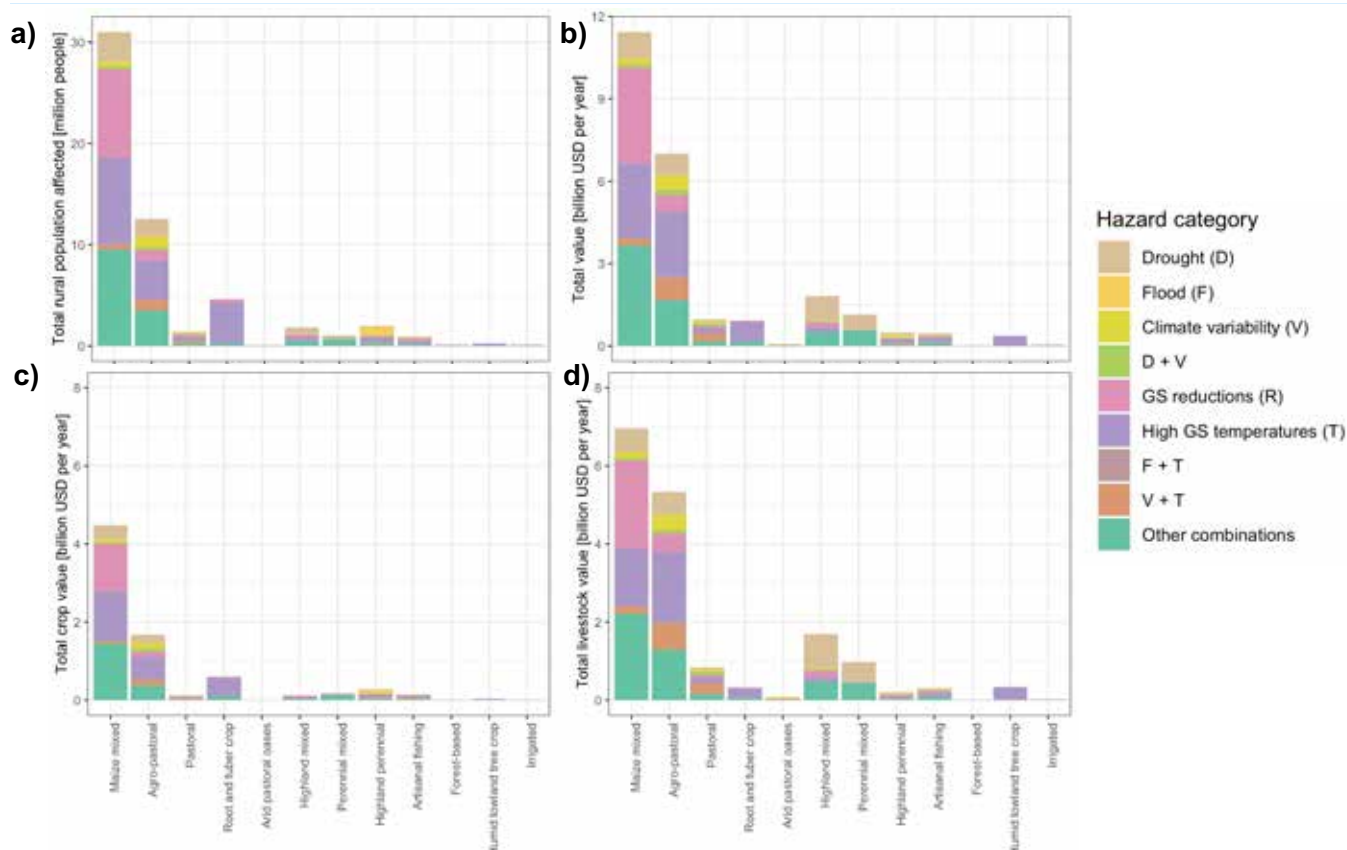 a)
Total rural population affected [million people]
30
20
10
0
b)
Total value [billion USD per year]
12
9
6
3
0
c)
Total crop value [billion USD per year]
8
6
4
2
0
Maize mixed
Agro-pastoral
Pastoral
Root and tuber crop
Arid pastoral oases
Highland mixed
Perennial mixed
Highland perennial
Artisanal fishing
Forest-based
Humid lowland tree crop
Irrigated
d)
Total livestock value [billion USD per year]
8
6
4
2
0
Maize mixed
Agro-pastoral
Pastoral
Root and tuber crop
Arid pastoral oases
Highland mixed
Perennial mixed
Highland perennial
Artisanal fishing
Forest-based
Humid lowland tree crop
Irrigated
Hazard category
Drought (D)
Flood (F)
Climate variability (V)
D + V
GS reductions (R)
High GS temperatures (T)
F + T
V + T
Other combinations